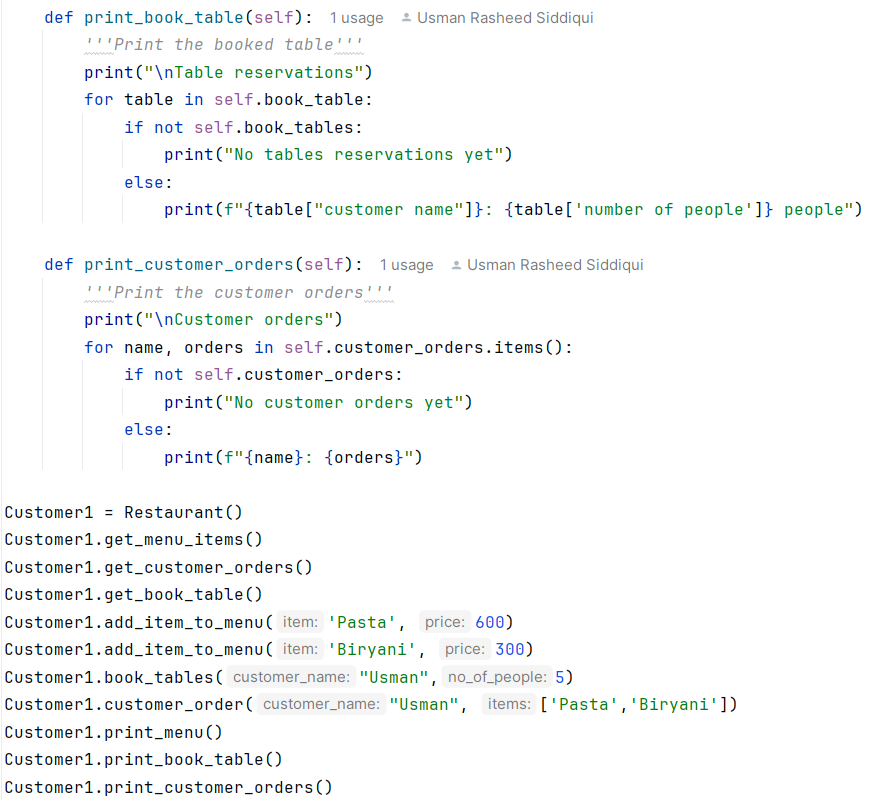 def print_book_table(self):   1 usage   Usman Rasheed Siddiqui
    '''Print the booked table'''
    print("\nTable reservations")
    for table in self.book_table:
        if not self.book_tables:
            print("No tables reservations yet")
        else:
            print(f"{table["customer name"]}: {table['number of people']} people")
def print_customer_orders(self):   1 usage   Usman Rasheed Siddiqui
    '''Print the customer orders'''
    print("\nCustomer orders")
    for name, orders in self.customer_orders.items():
        if not self.customer_orders:
            print("No customer orders yet")
        else:
            print(f"{name}: {orders}")
Customer1 = Restaurant()
Customer1.get_menu_items()
Customer1.get_customer_orders()
Customer1.get_book_table()
Customer1.add_item_to_menu( item: 'Pasta', price: 600)
Customer1.add_item_to_menu( item: 'Biryani', price: 300)
Customer1.book_tables( customer_name: "Usman", no_of_people: 5)
Customer1.customer_order( customer_name: "Usman", items: ['Pasta','Biryani'])
Customer1.print_menu()
Customer1.print_book_table()
Customer1.print_customer_orders()